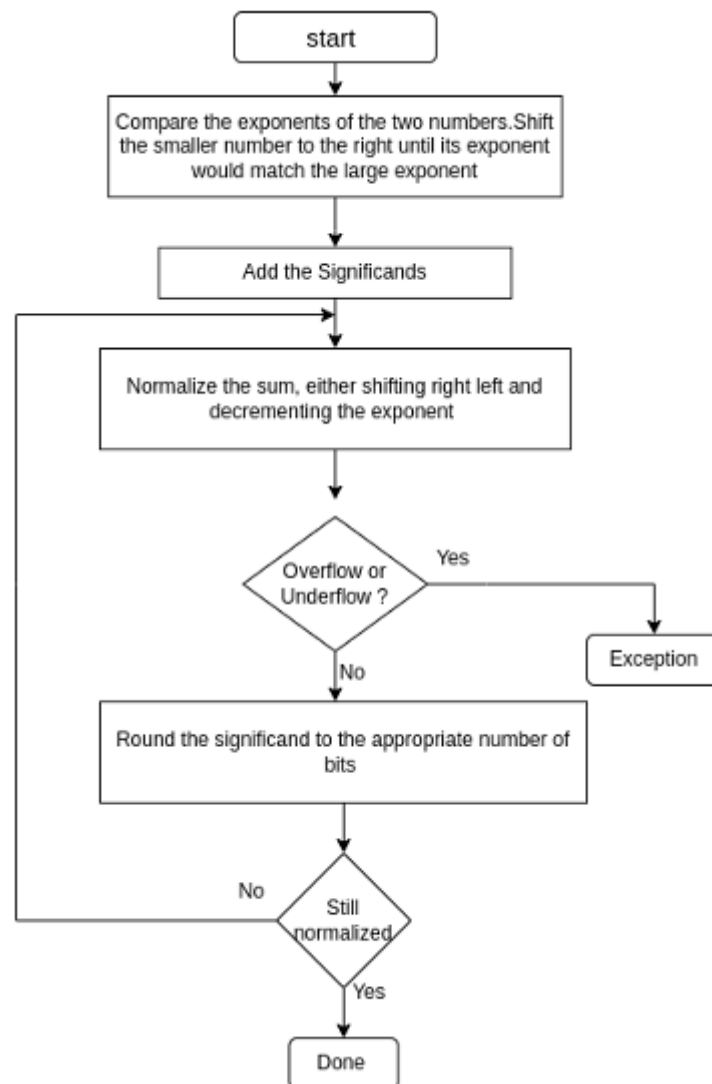 start
Compare the exponents of the two numbers.Shift
the smaller number to the right until its exponent
would match the large exponent
Add the Significands
Normalize the sum, either shifting right left and
decrementing the exponent
Overflow or
Underflow ?
Yes
Exception
No
Round the significand to the appropriate number of
bits
No
Still
normalized
Yes
Done